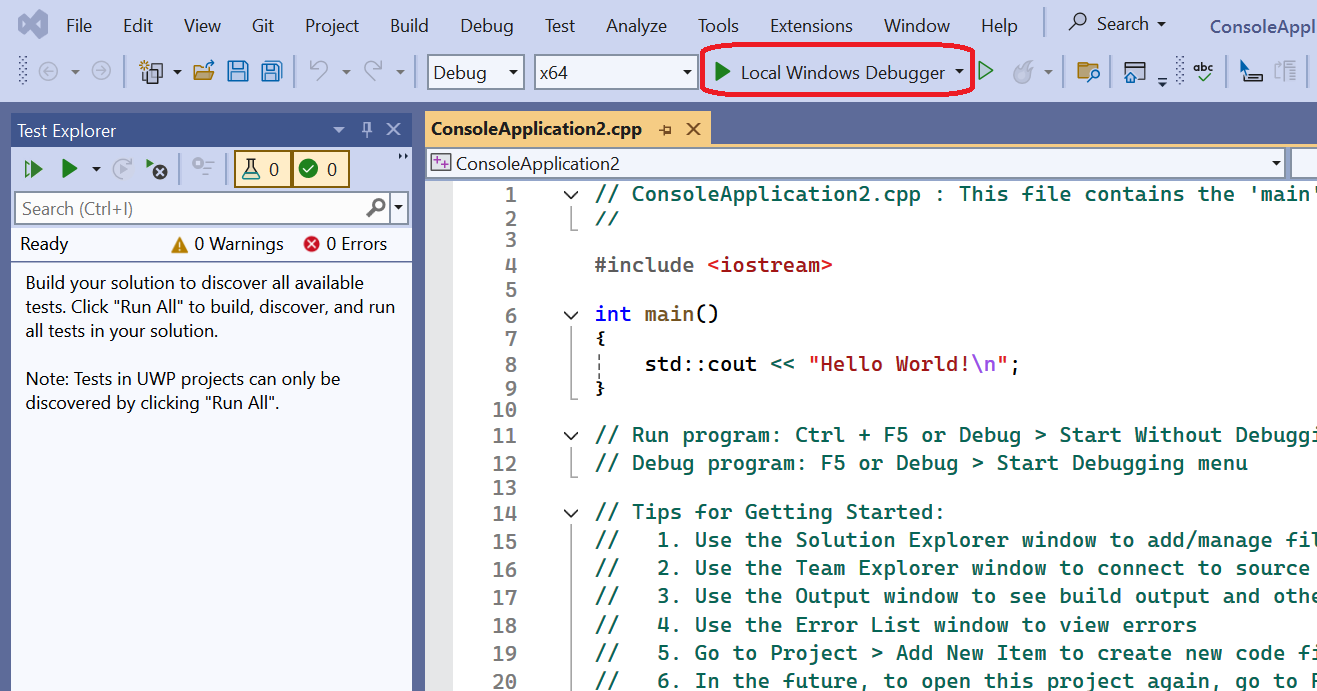 File Edit View Git Project Build Debug Test Analyze Tools Extensions Window Help Search ConsoleAppl
Debug x64 Local Windows Debugger abc
Test Explorer
0 0
Search (Ctrl+I)
Ready 0 Warnings 0 Errors
Build your solution to discover all available
tests. Click "Run All" to build, discover, and run
all tests in your solution.
Note: Tests in UWP projects can only be
discovered by clicking "Run All".
ConsoleApplication2.cpp
ConsoleApplication2
1 // ConsoleApplication2.cpp : This file contains the 'main'
2 //
3
4 #include <iostream>
5
6 int main()
7 {
8 std::cout << "Hello World!\n";
9 }
10
11 // Run program: Ctrl + F5 or Debug > Start Without Debuggi
12 // Debug program: F5 or Debug > Start Debugging menu
13
14 // Tips for Getting Started:
15 // 1. Use the Solution Explorer window to add/manage fil
16 // 2. Use the Team Explorer window to connect to source
17 // 3. Use the Output window to see build output and othe
18 // 4. Use the Error List window to view errors
19 // 5. Go to Project > Add New Item to create new code fi
20 // 6. In the future, to open this project again, go to F